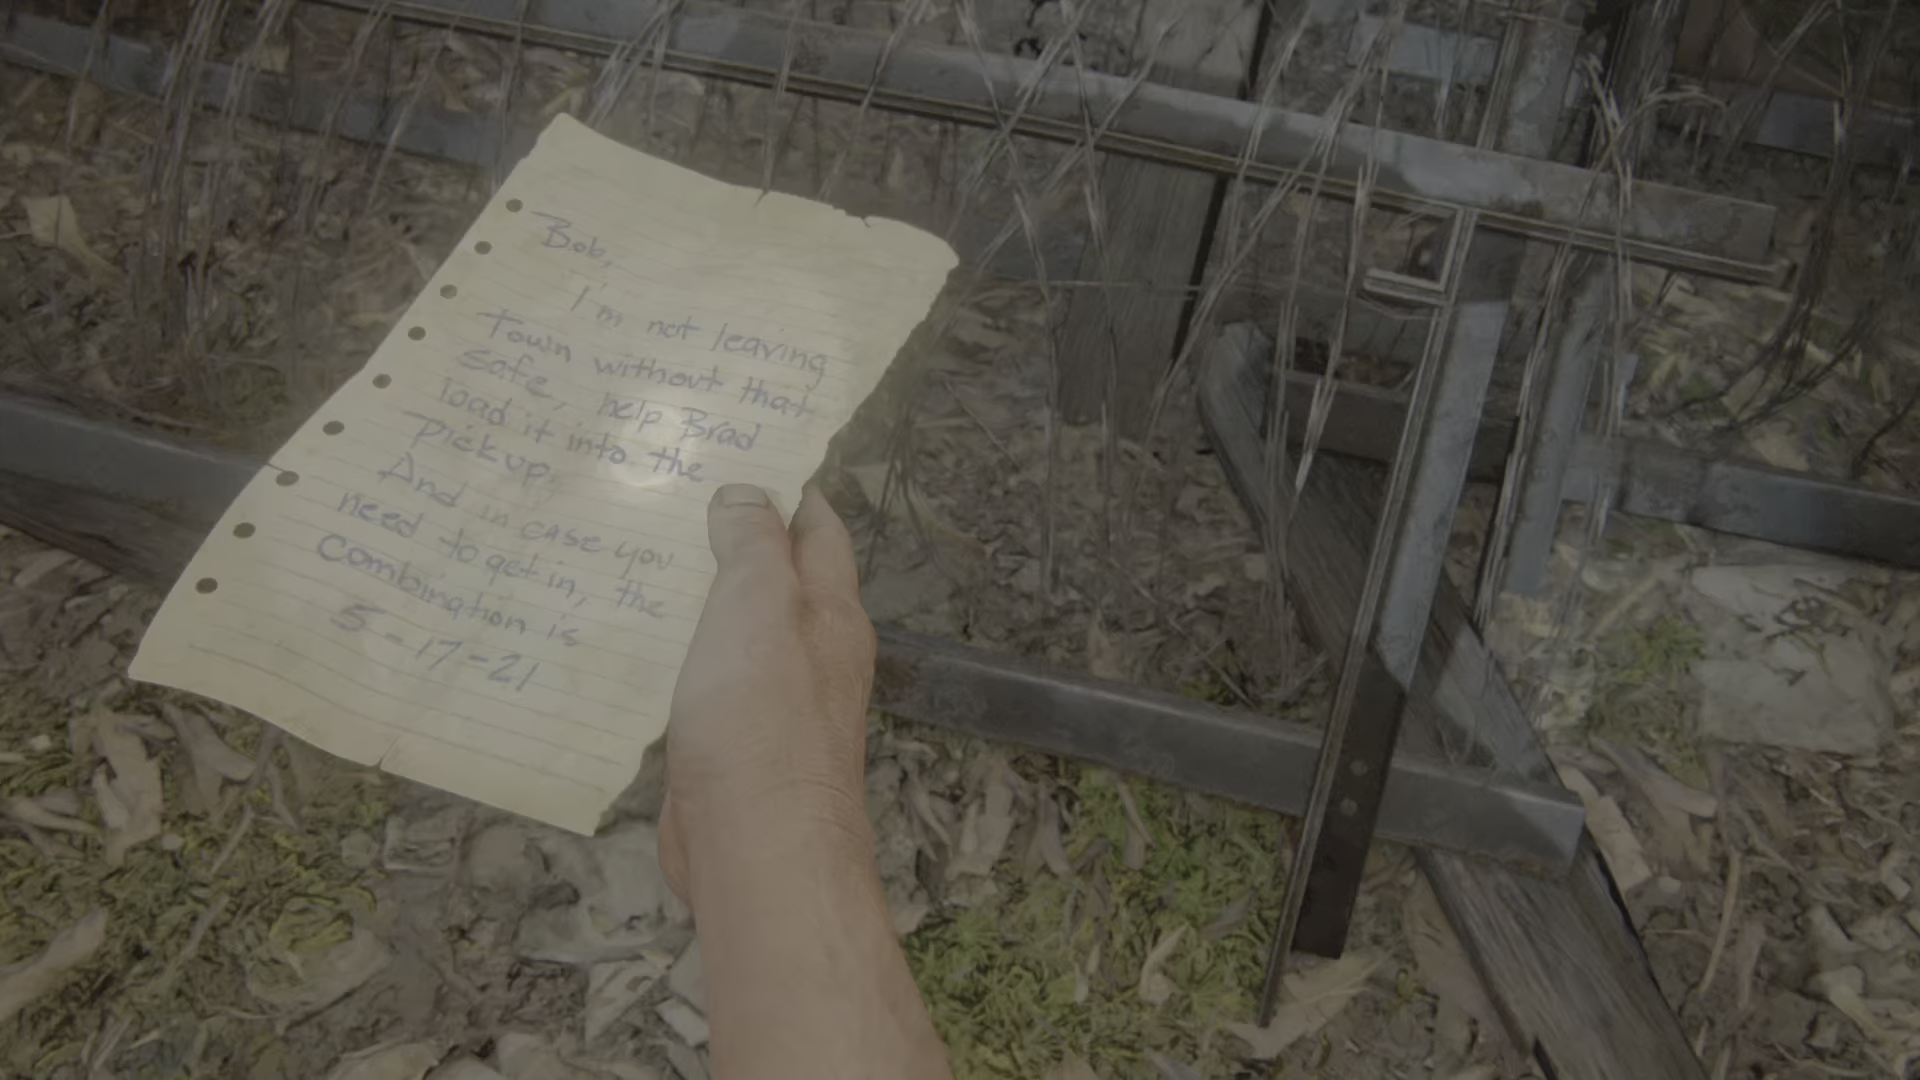 Bob,
I'm not leaving
Town without that
safe, help Brad
load it into the
Pickup.
And in case you
need to get in, the
Combination is
5-17-21